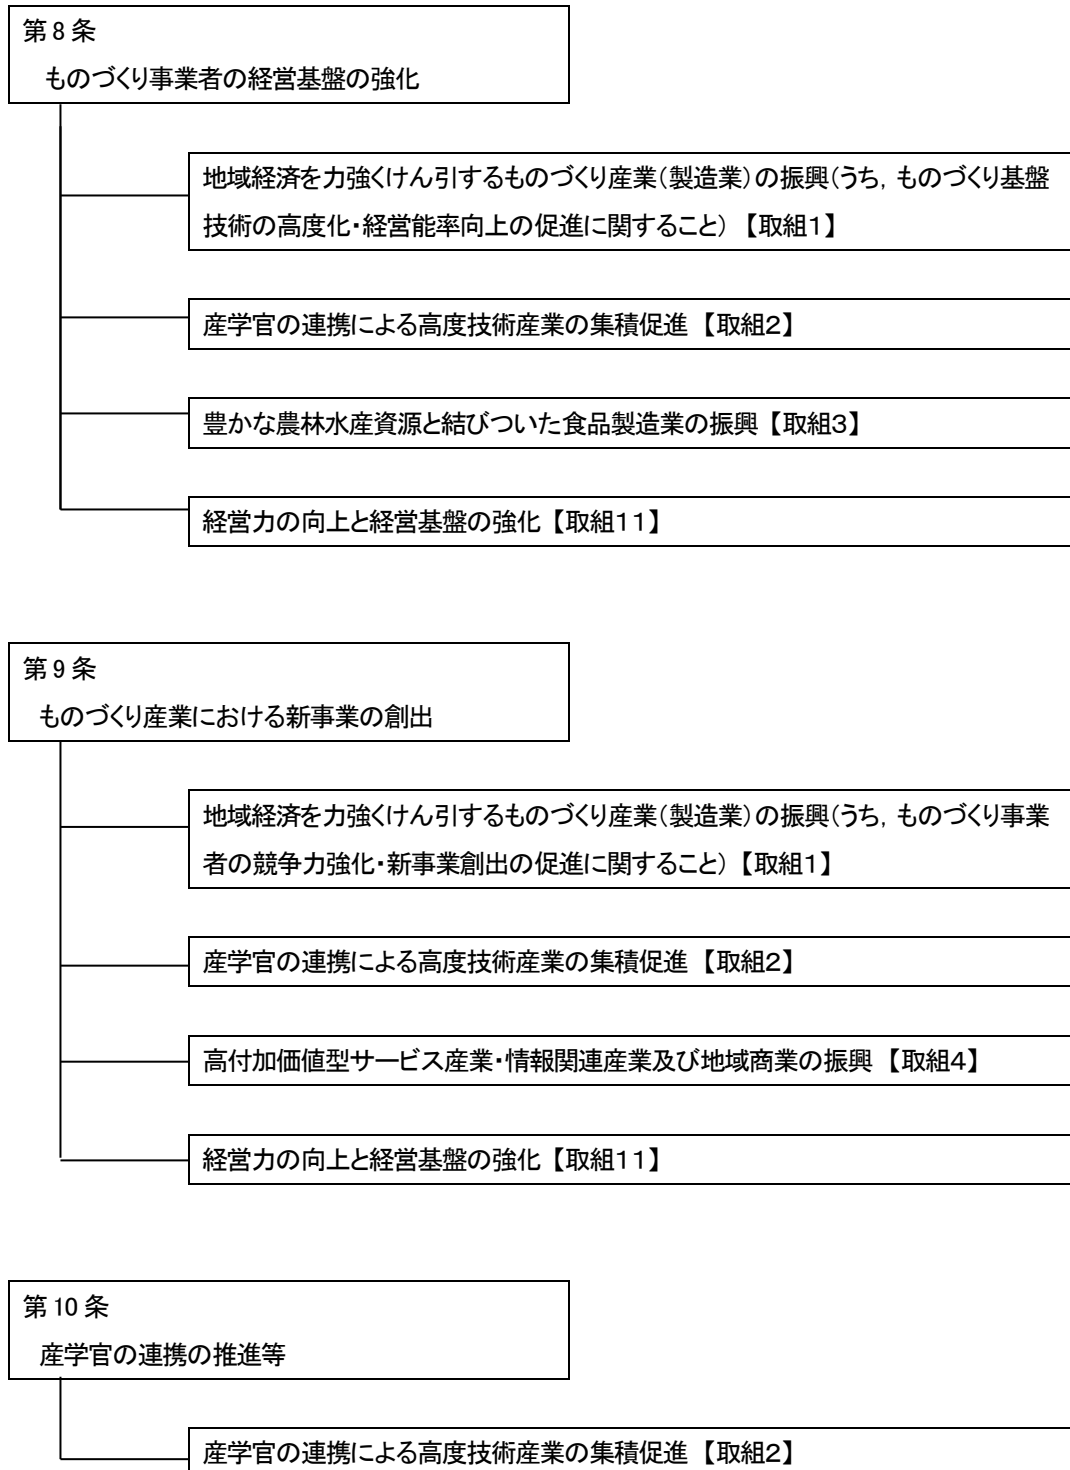 第8条
ものづくり事業者の経営基盤の強化
地域経済を力強くけん引するものづくり産業（製造業）の振興（うち，ものづくり基盤
技術の高度化・経営能率向上の促進に関すること）【取組1】
産学官の連携による高度技術産業の集積促進 【取組2】
豊かな農林水産資源と結びついた食品製造業の振興 【取組3】
経営力の向上と経営基盤の強化 【取組11】
第9条
ものづくり産業における新事業の創出
地域経済を力強くけん引するものづくり産業（製造業）の振興（うち，ものづくり事業
者の競争力強化・新事業創出の促進に関すること）【取組1】
産学官の連携による高度技術産業の集積促進 【取組2】
高付加価値型サービス産業・情報関連産業及び地域商業の振興 【取組4】
経営力の向上と経営基盤の強化 【取組11】
第10条
産学官の連携の推進等
産学官の連携による高度技術産業の集積促進 【取組2】